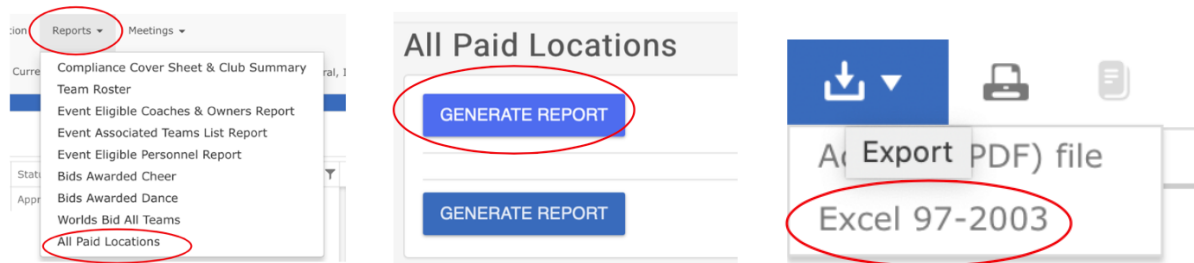 Reports Meetings
Compliance Cover Sheet & Club Summary
Team Roster
Event Eligible Coaches & Owners Report
Event Associated Teams List Report
Event Eligible Personnel Report
Bids Awarded Cheer
Bids Awarded Dance
Worlds Bid All Teams
All Paid Locations
All Paid Locations
GENERATE REPORT
GENERATE REPORT
Export PDF) file
Excel 97-2003